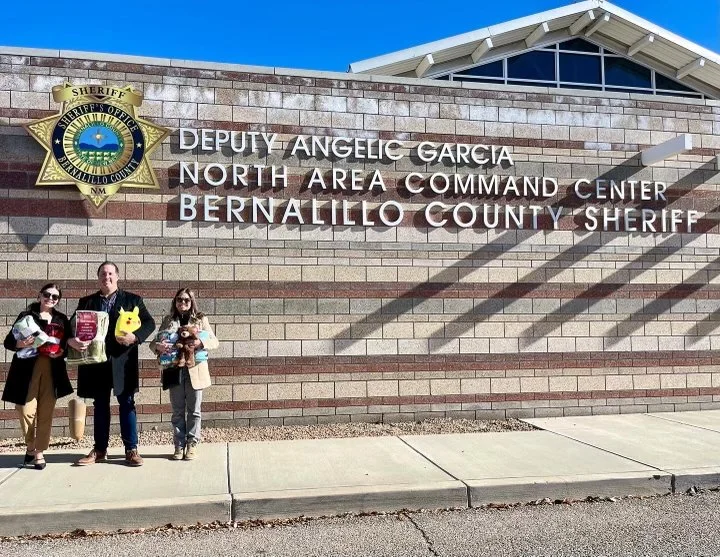 SHERIFF
SHERIFF'S OFFICE
BERNALILLO COUNTY
NM
DEPUTY ANGELIC GARCIA
NORTH AREA COMMAND CENTER
BERNALILLO COUNTY SHERIFF